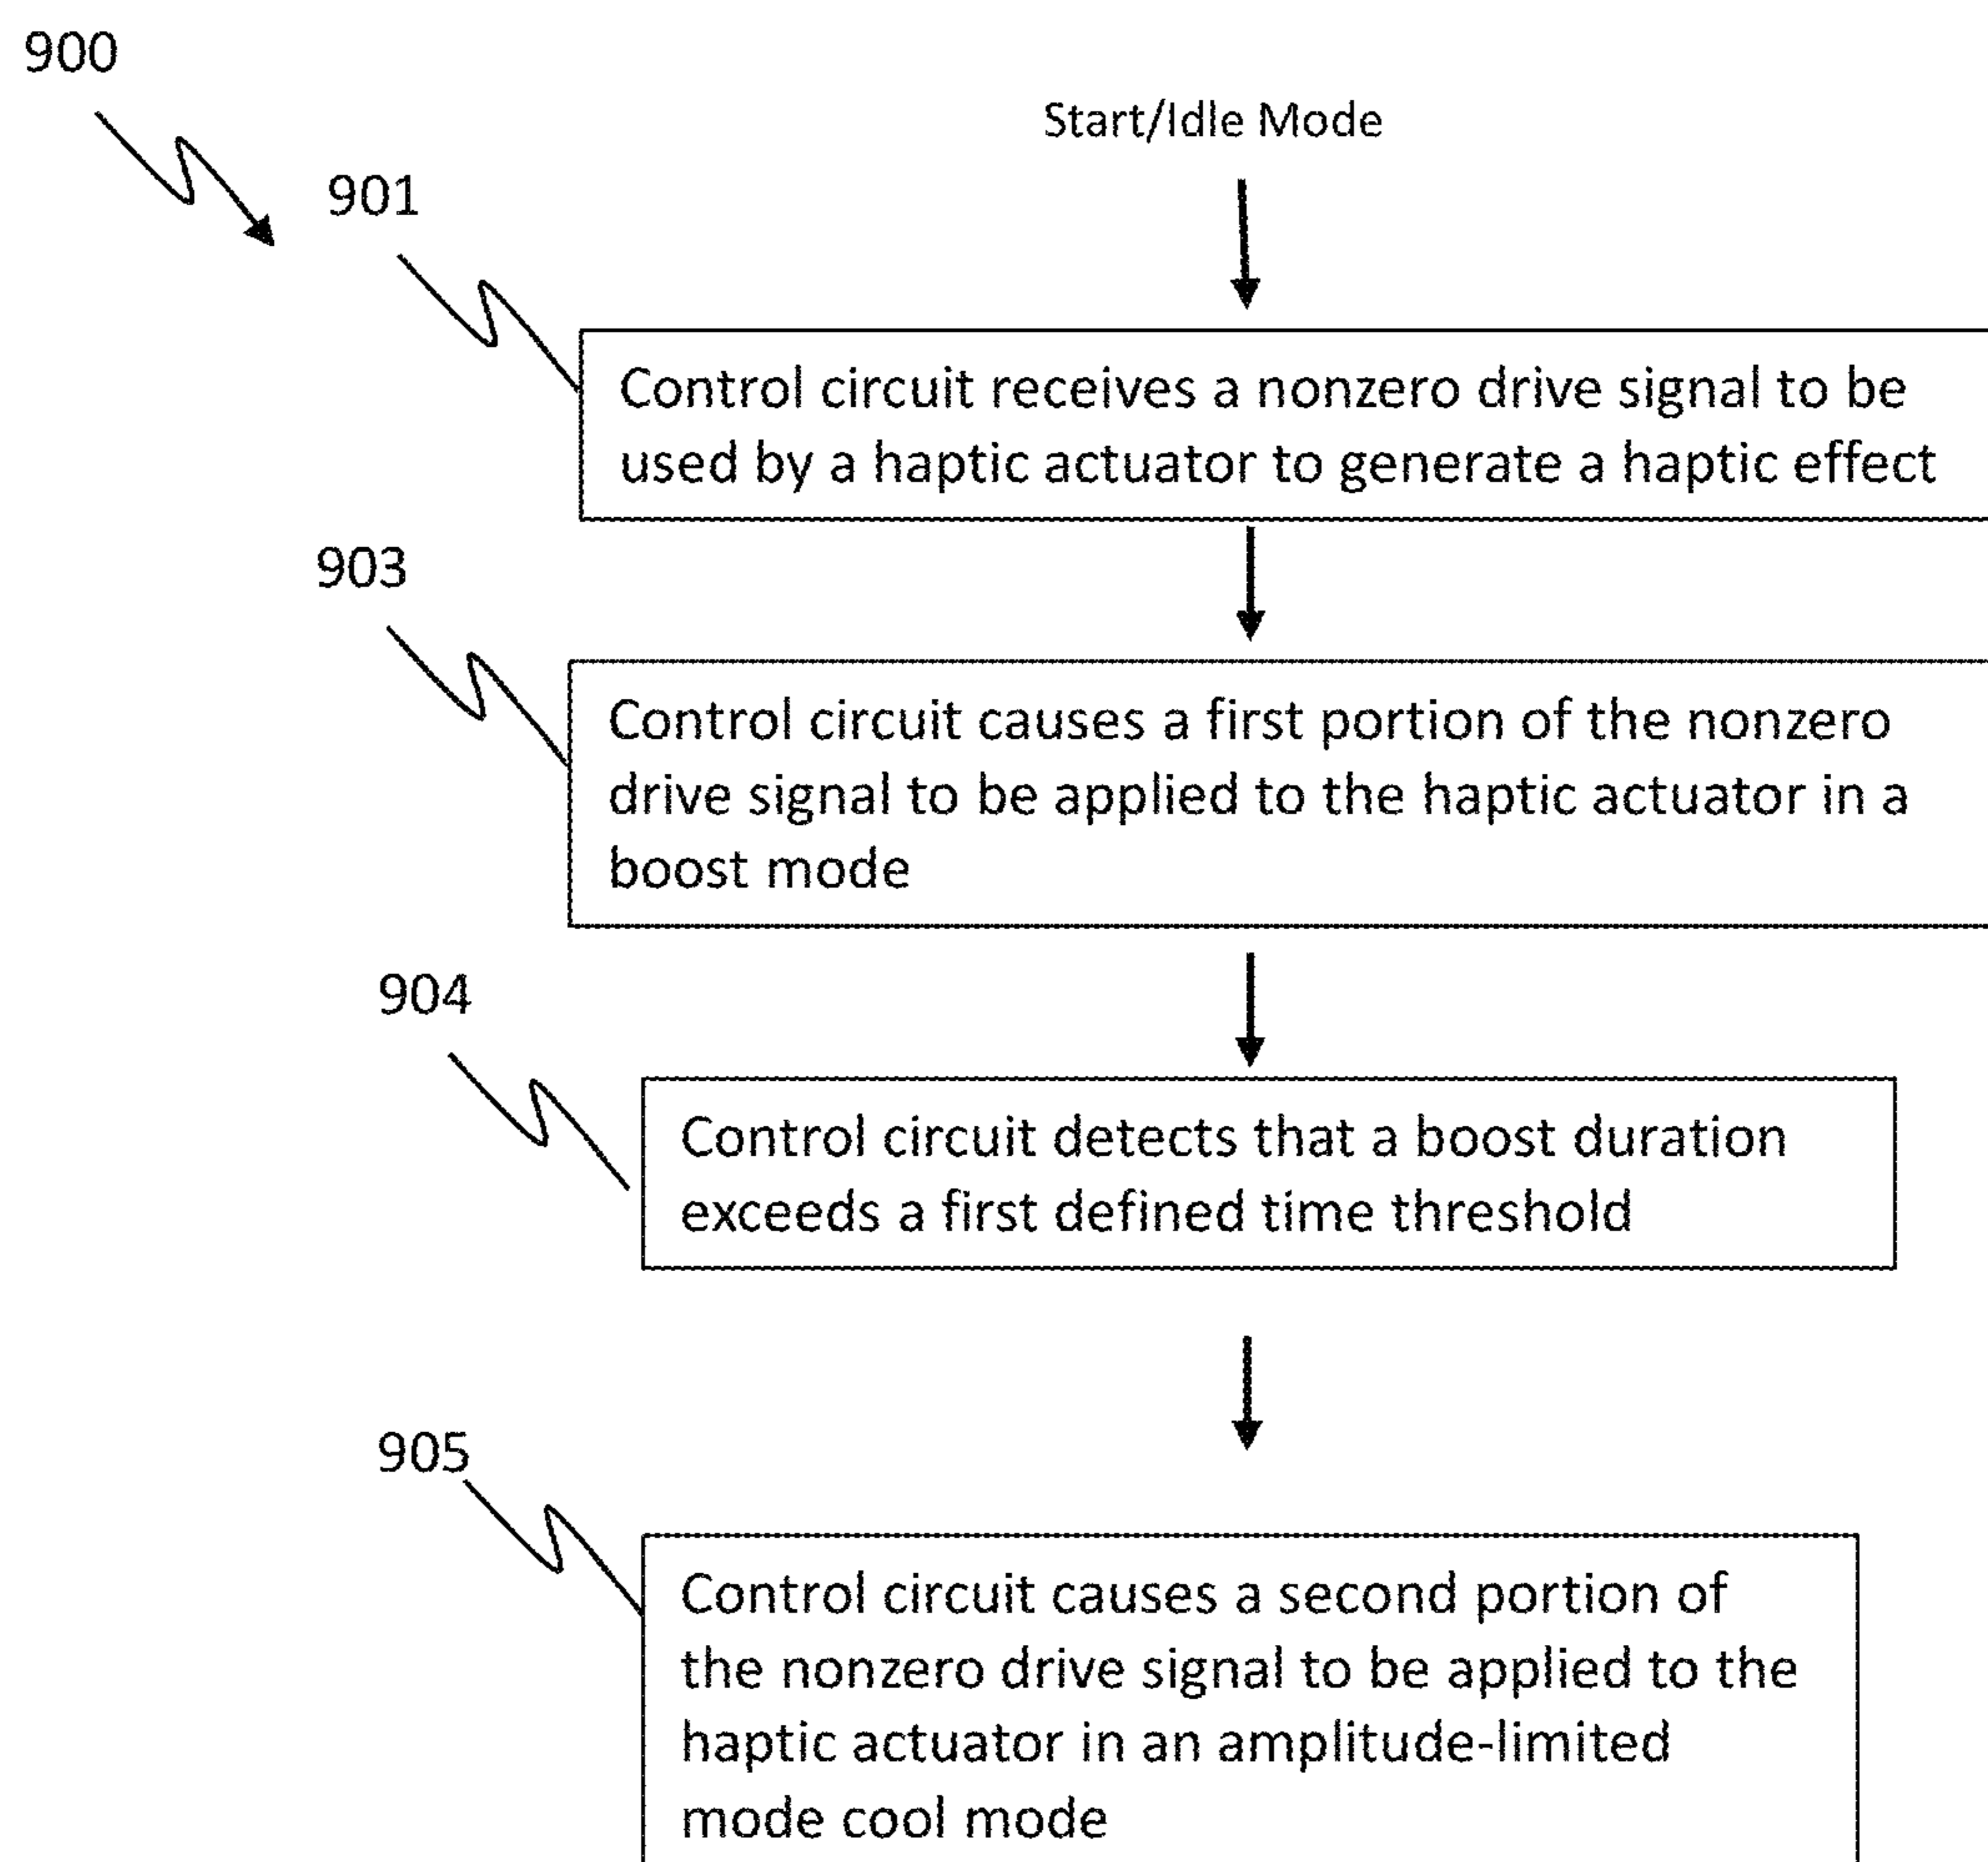 900
Start/Idle Mode
901
Control circuit receives a nonzero drive signal to be
used by a haptic actuator to generate a haptic effect
903
Control circuit causes a first portion of the nonzero
drive signal to be applied to the haptic actuator in a
boost mode
904
Control circuit detects that a boost duration
exceeds a first defined time threshold
905
Control circuit causes a second portion of
the nonzero drive signal to be applied to the
haptic actuator in an amplitude-limited
mode cool mode